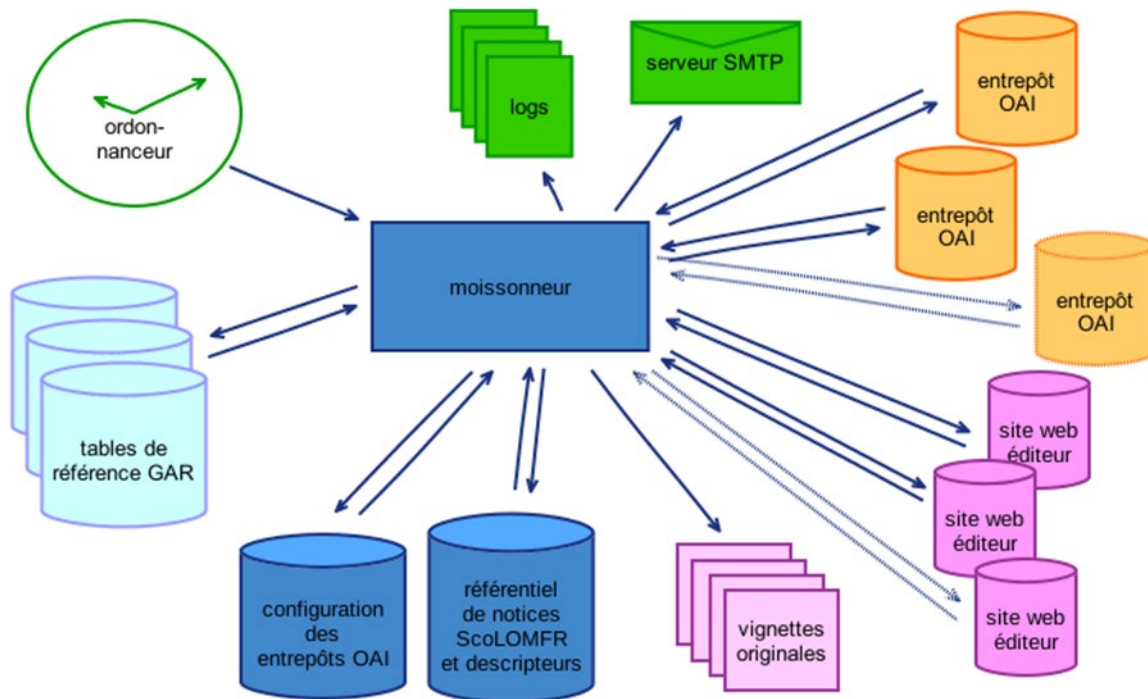 ordon-
nanceur
logs
serveur SMTP
entrepôt
OAI
entrepôt
OAI
entrepôt
OAI
moissonneur
tables de
référence GAR
site web
éditeur
site web
éditeur
site web
éditeur
configuration
des
entrepôts OAI
référentiel
de notices
ScoLOMFR
et descripteurs
vignettes
originales